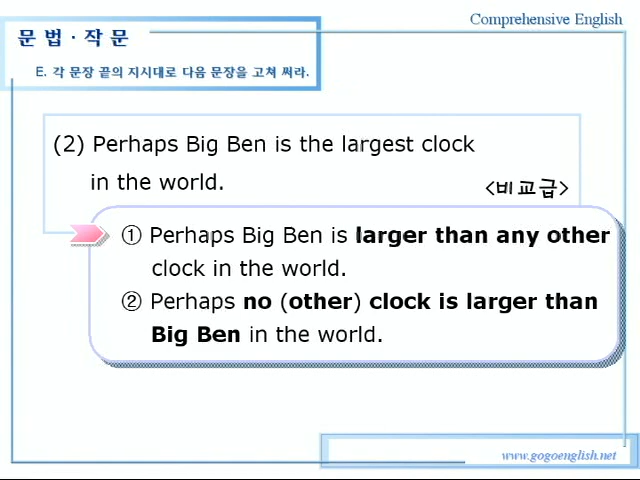 Comprehensive English
문 법 · 작 문
E. 각 문장 끝의 지시대로 다음 문장을 고쳐 써라.
(2) Perhaps Big Ben is the largest clock
in the world.
<비교급>
① Perhaps Big Ben is larger than any other
clock in the world.
② Perhaps no (other) clock is larger than
Big Ben in the world.
www.gogoenglish.net